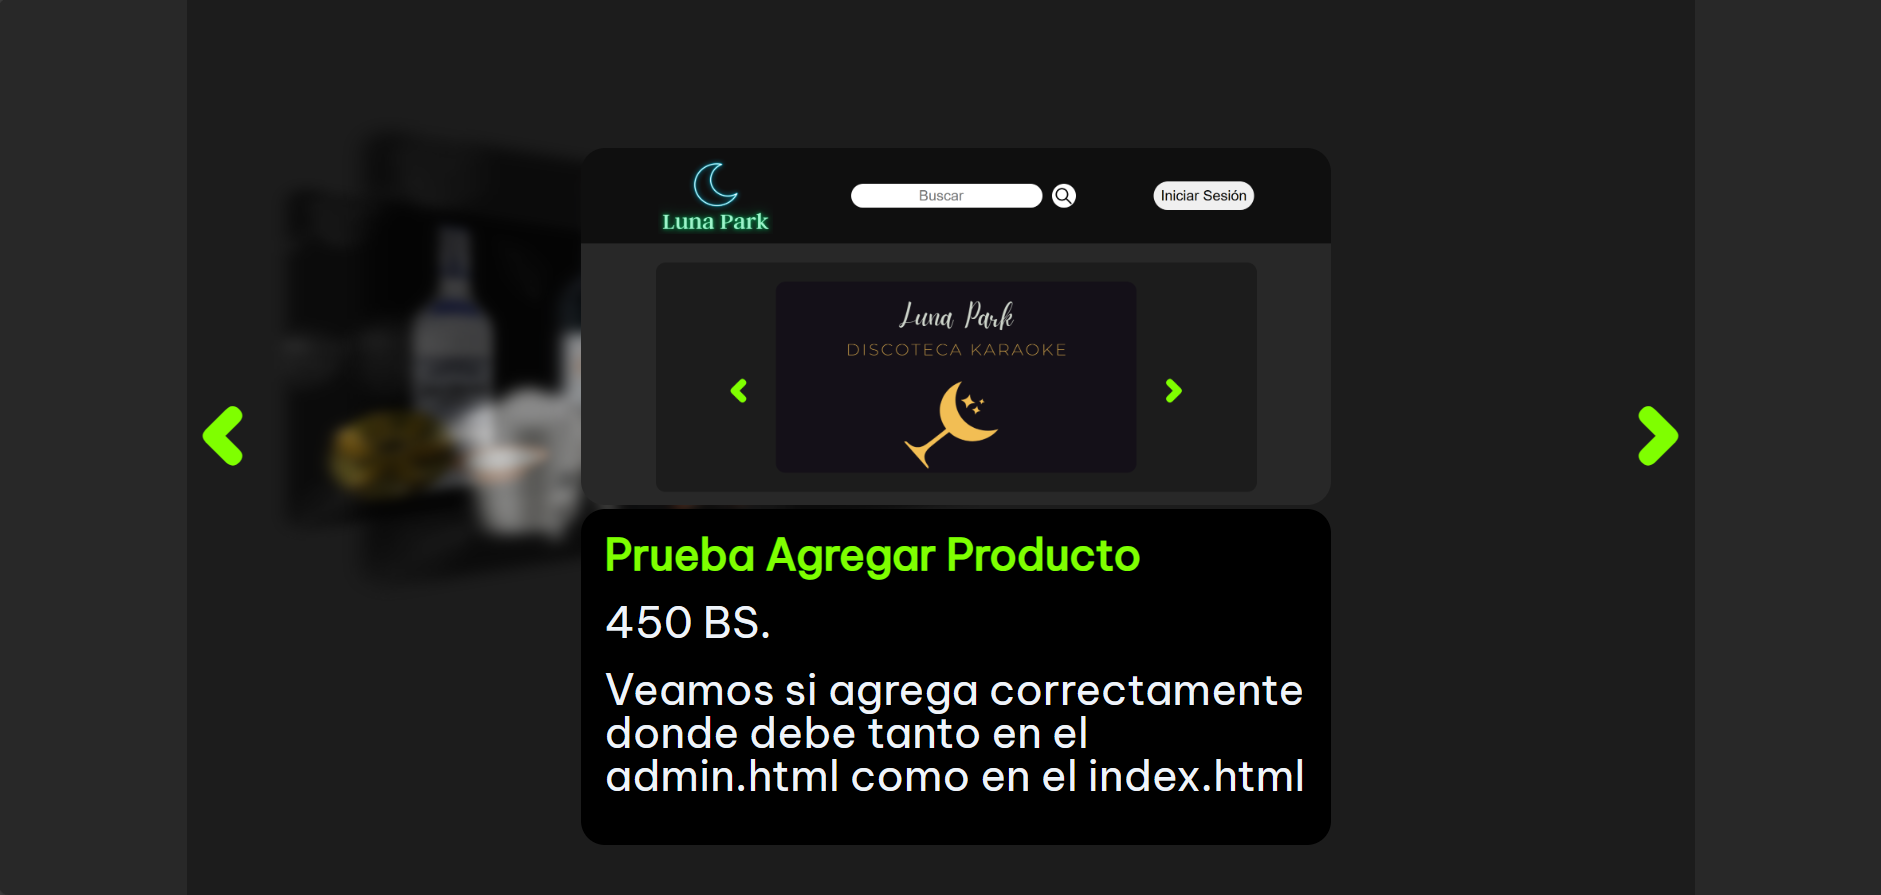 Luna Park
Buscar
Iniciar Sesión
Luna Park
DISCOTECA KARAOKE
Prueba Agregar Producto
450 BS.
Veamos si agrega correctamente
donde debe tanto en el
admin.html como en el index.html